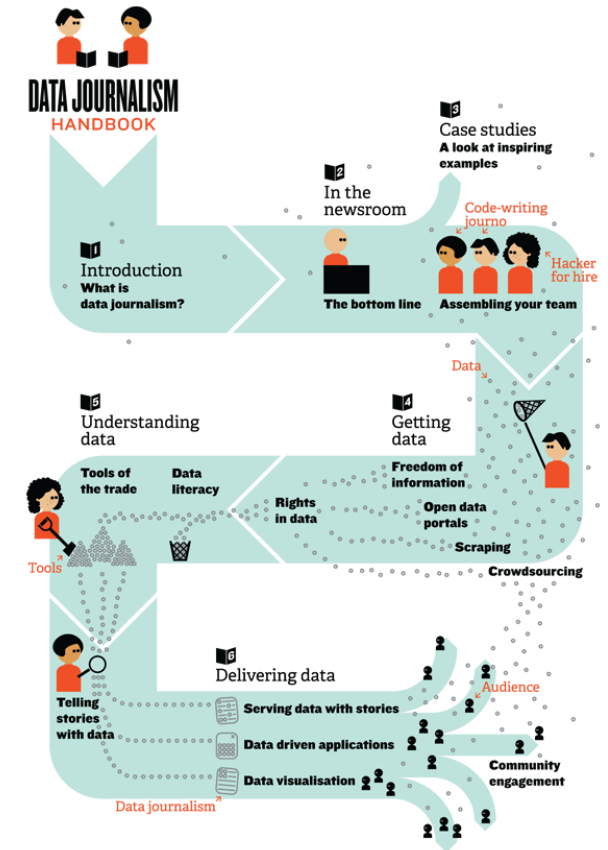 DATA JOURNALISM
HANDBOOK
1
Introduction
What is
data journalism?
2
In the
newsroom
The bottom line
3
Case studies
A look at inspiring
examples
Code-writing
journo
Hacker
for hire
Assembling your team
Data
4
Getting
data
Freedom of
information
Open data
portals
Scraping
Crowdsourcing
Rights
in data
5
Understanding
data
Tools of
the trade
Data
literacy
Tools
Telling
stories
with data
6
Delivering data
Serving data with stories
Data driven applications
Data visualisation
Data journalism
Audience
Community
engagement